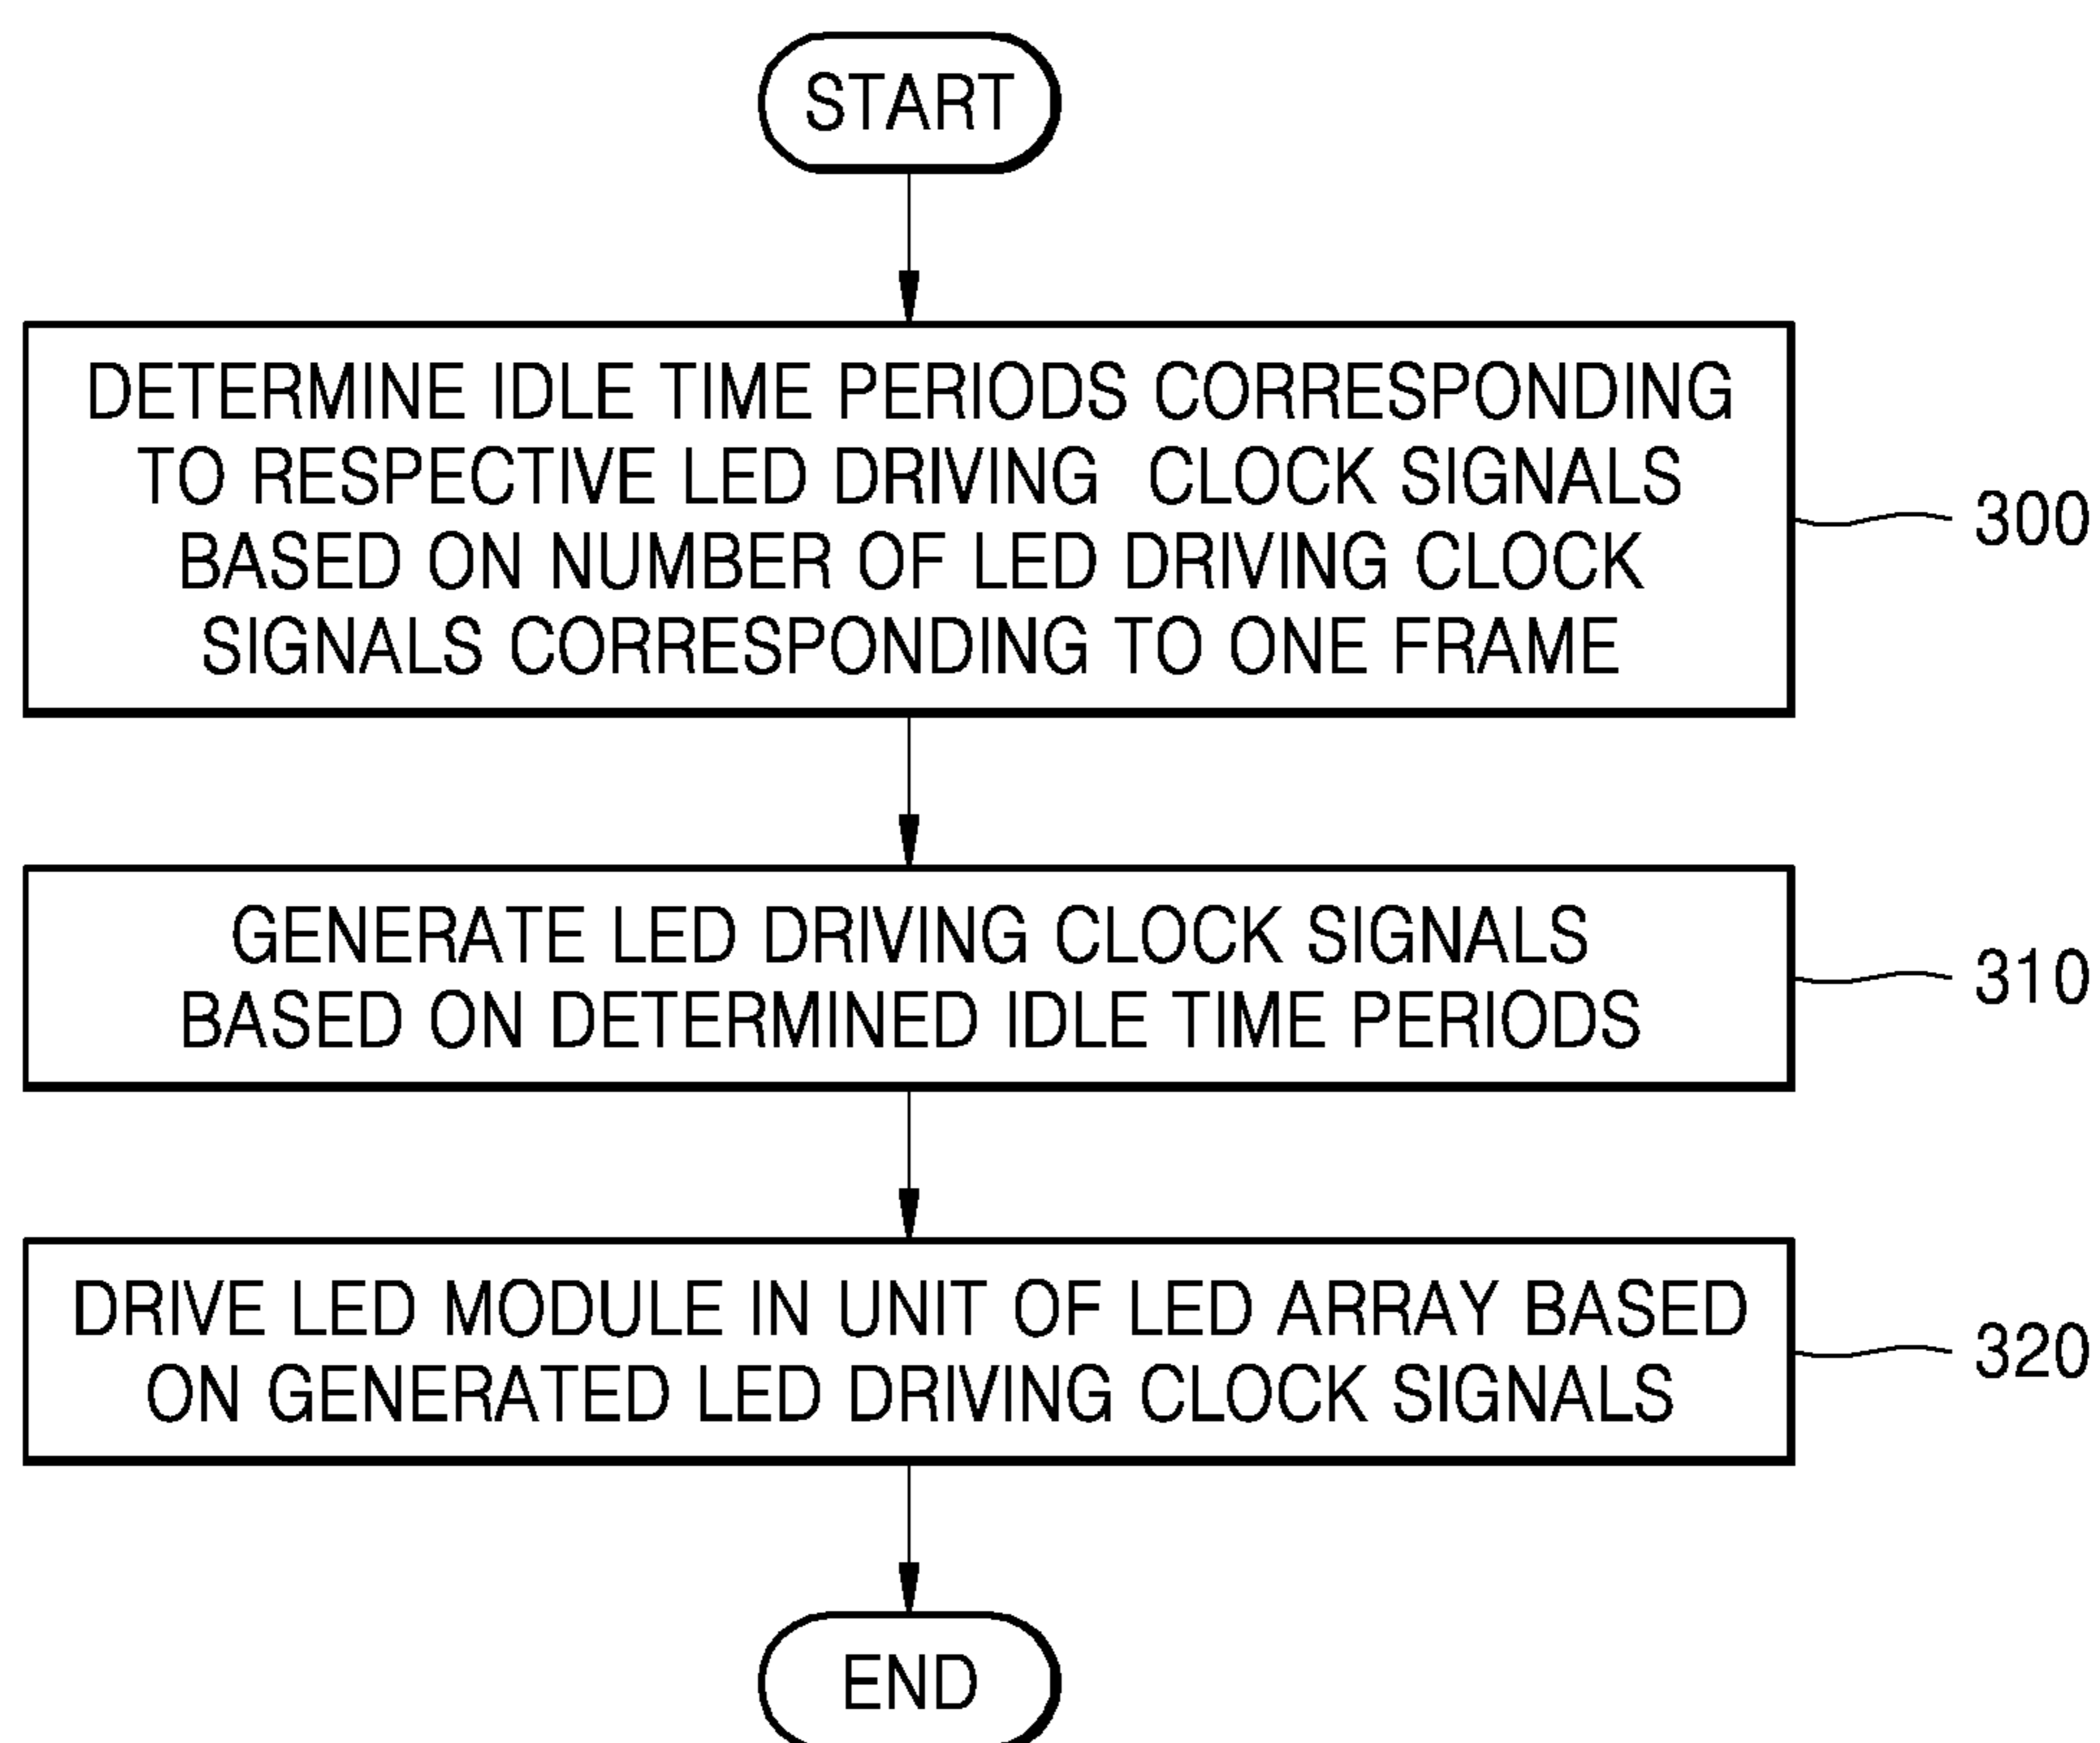 START
DETERMINE IDLE TIME PERIODS CORRESPONDING
TO RESPECTIVE LED DRIVING CLOCK SIGNALS
BASED ON NUMBER OF LED DRIVING CLOCK
SIGNALS CORRESPONDING TO ONE FRAME
300
GENERATE LED DRIVING CLOCK SIGNALS
BASED ON DETERMINED IDLE TIME PERIODS
310
DRIVE LED MODULE IN UNIT OF LED ARRAY BASED
ON GENERATED LED DRIVING CLOCK SIGNALS
320
END